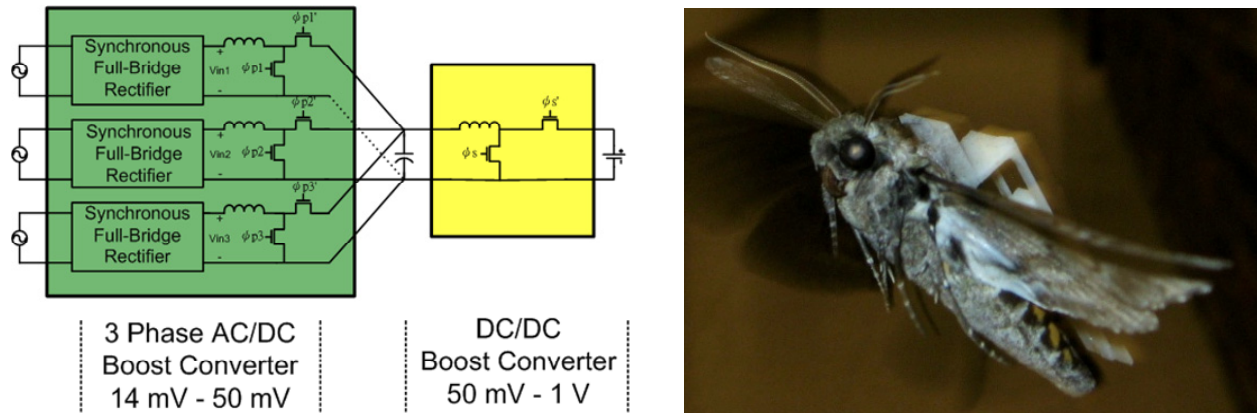 ϕp1'
Synchronous
Full-Bridge
Rectifier
+
Vin1
-
ϕp1
ϕp2'
Synchronous
Full-Bridge
Rectifier
+
Vin2
-
ϕp2
ϕp3'
Synchronous
Full-Bridge
Rectifier
+
Vin3
-
ϕp3
ϕs'
ϕs
+
3 Phase AC/DC
Boost Converter
14 mV - 50 mV
DC/DC
Boost Converter
50 mV - 1 V